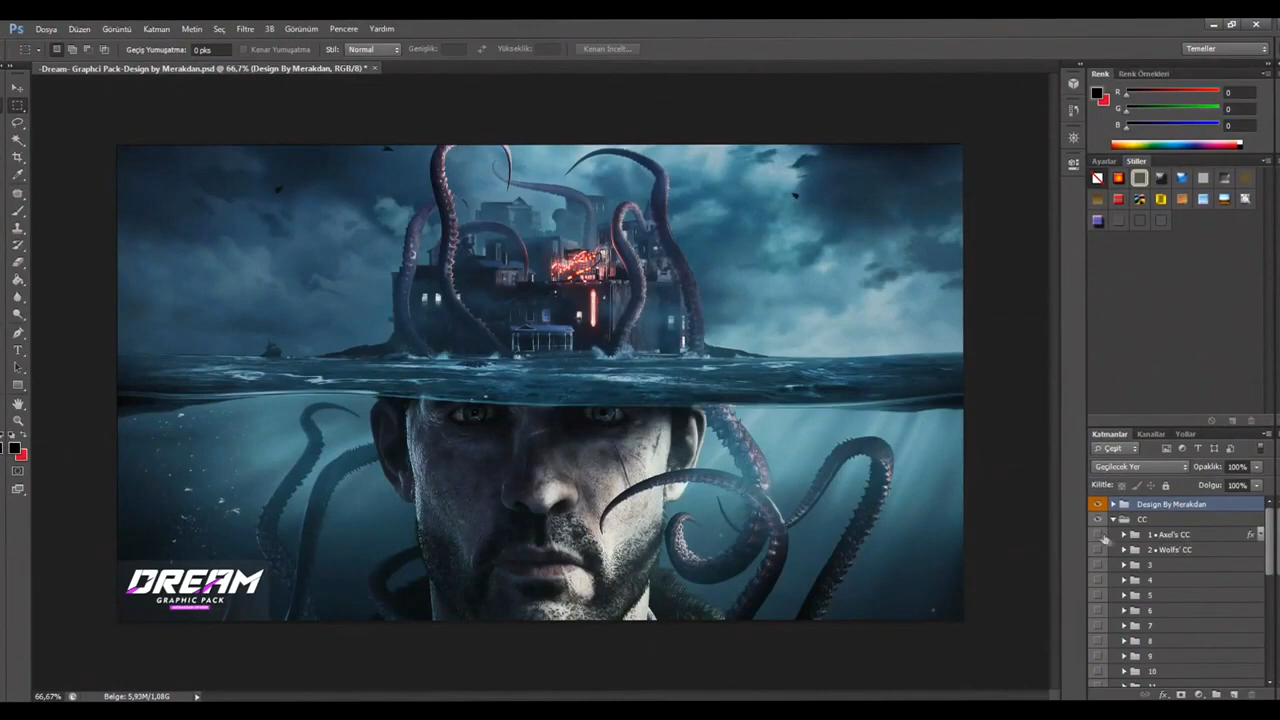 Ps Dosya Düzen Görüntü Katman Metin Seç Filtre 3B Görünüm Pencere Yardım
Geçiş Yumuşatma: 0 pks Kenar Yumuşatma Stil: Normal Genişlik: Yükseklik: Kenarı İncelt... Temeller
-Dream- Graphci Pack-Design by Merakdan.psd @ 66,7% (Design By Merakdan, RGB/8) * ×
Renk Renk Örnekleri
R 0
G 0
B 0
Ayarlar Stiller
DREAM
GRAPHIC PACK
Katmanlar Kanallar Yollar
Çeşit
Geçilecek Yer Opaklık: 100%
Kilitle: Dolgu: 100%
Design By Merakdan
CC
1 • Axel's CC fx
2 • Wolfs' CC
3
4
5
6
7
8
9
10
11
66,67% Belge: 5,93M/1,08G